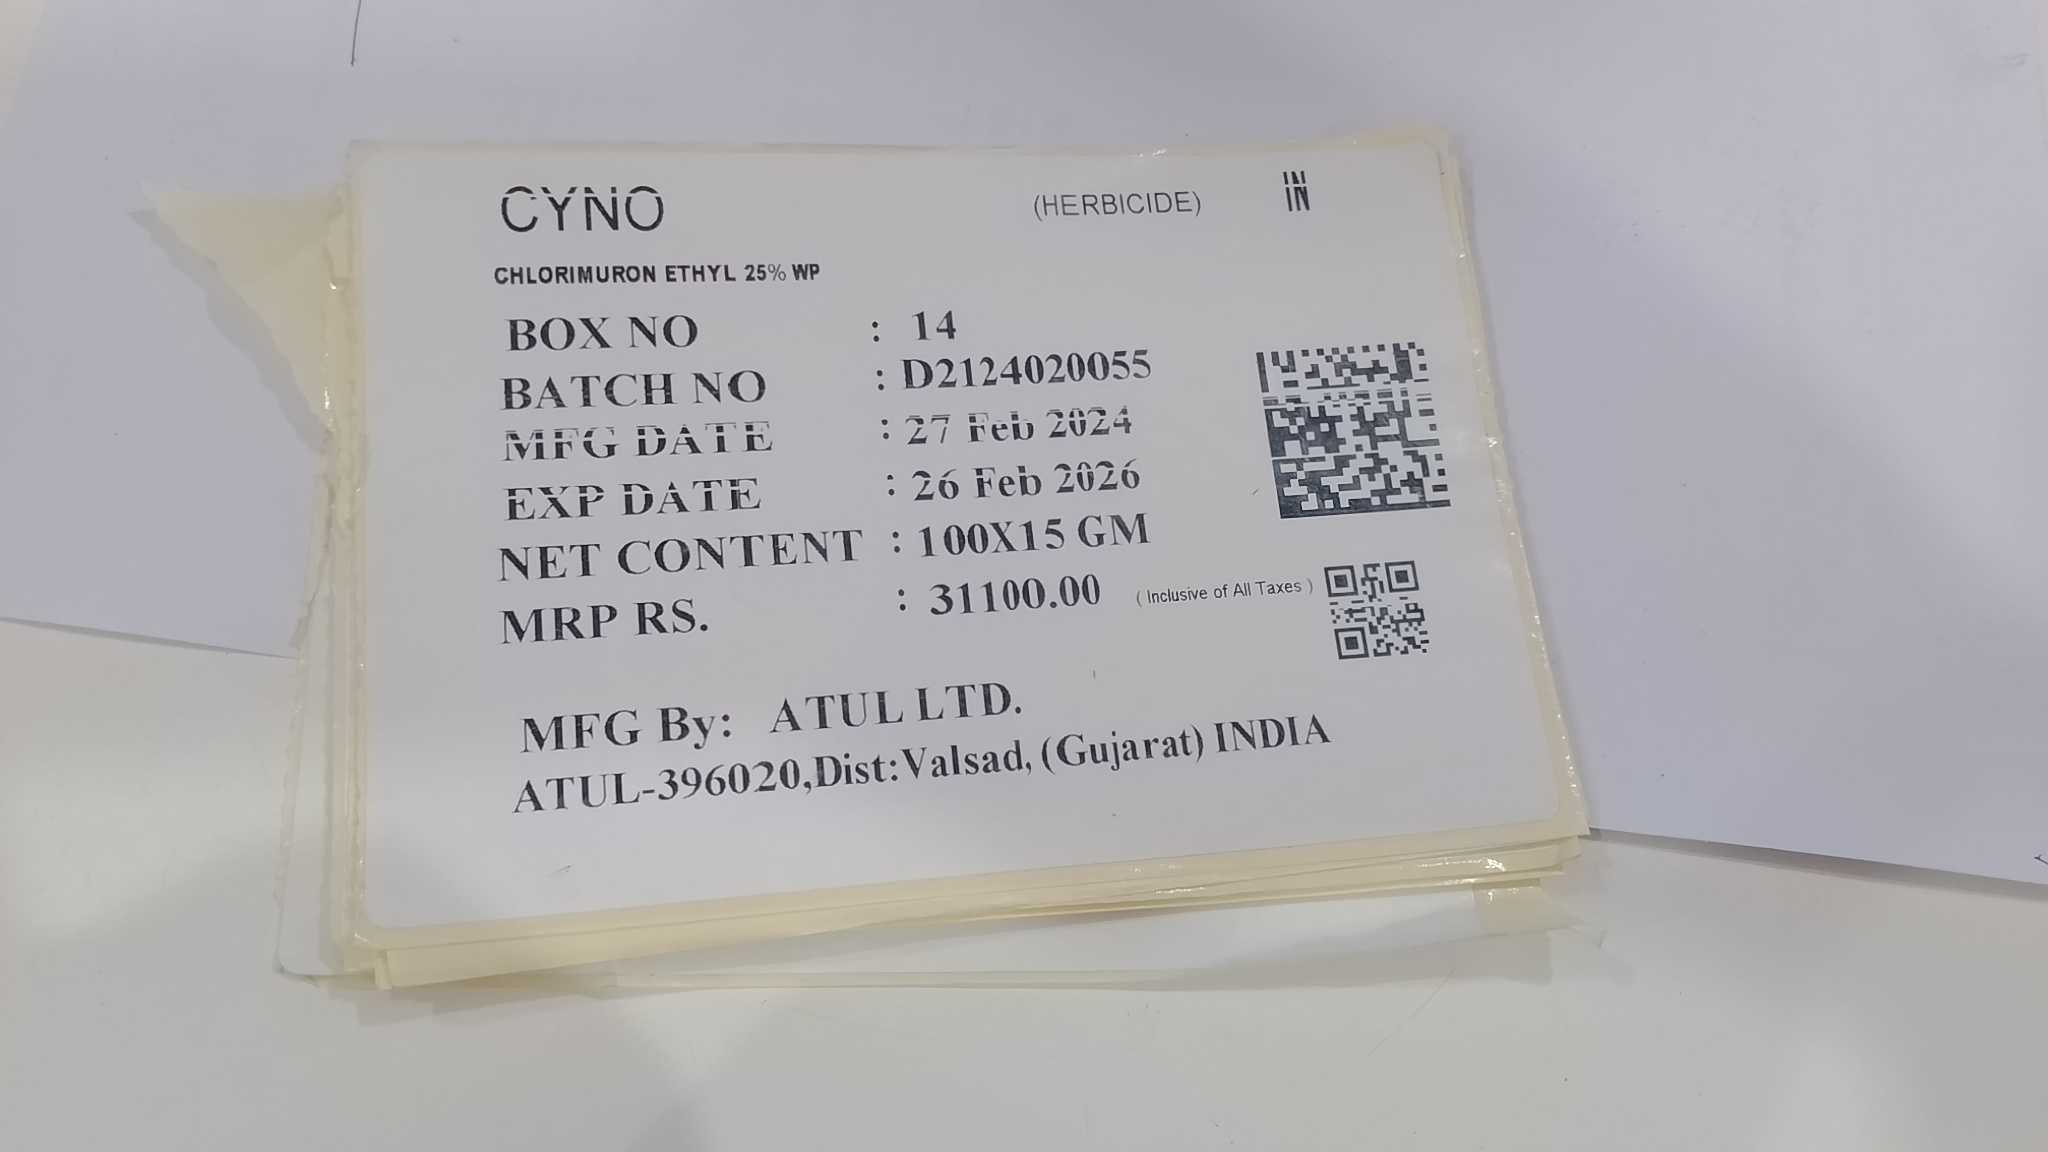 CYNO (HERBICIDE) IN
CHLORIMURON ETHYL 25% WP
BOX NO : 14
BATCH NO : D2124020055
MFG DATE : 27 Feb 2024
EXP DATE : 26 Feb 2026
NET CONTENT : 100X15 GM
MRP RS. : 31100.00 ( Inclusive of All Taxes )
MFG By: ATUL LTD.
ATUL-396020,Dist:Valsad, (Gujarat) INDIA